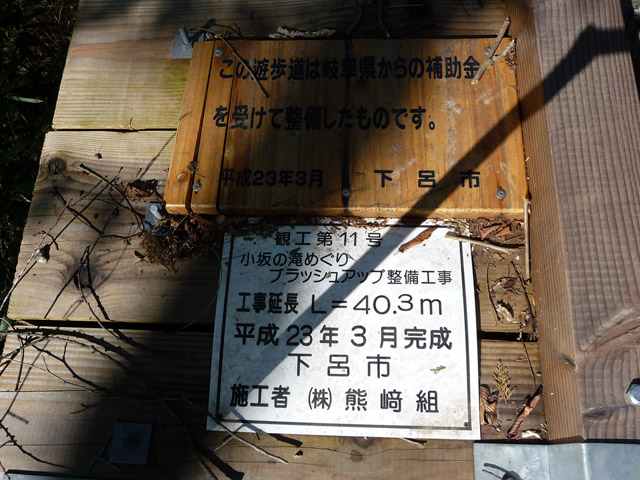 この遊歩道は岐阜県からの補助金
を受けて整備したものです。
平成23年3月 下呂市
観工第11号
小坂の滝めぐり
ブラッシュアップ整備工事
工事延長 L=40.3m
平成 23年 3月完成
下呂市
施工者 (株)熊﨑組